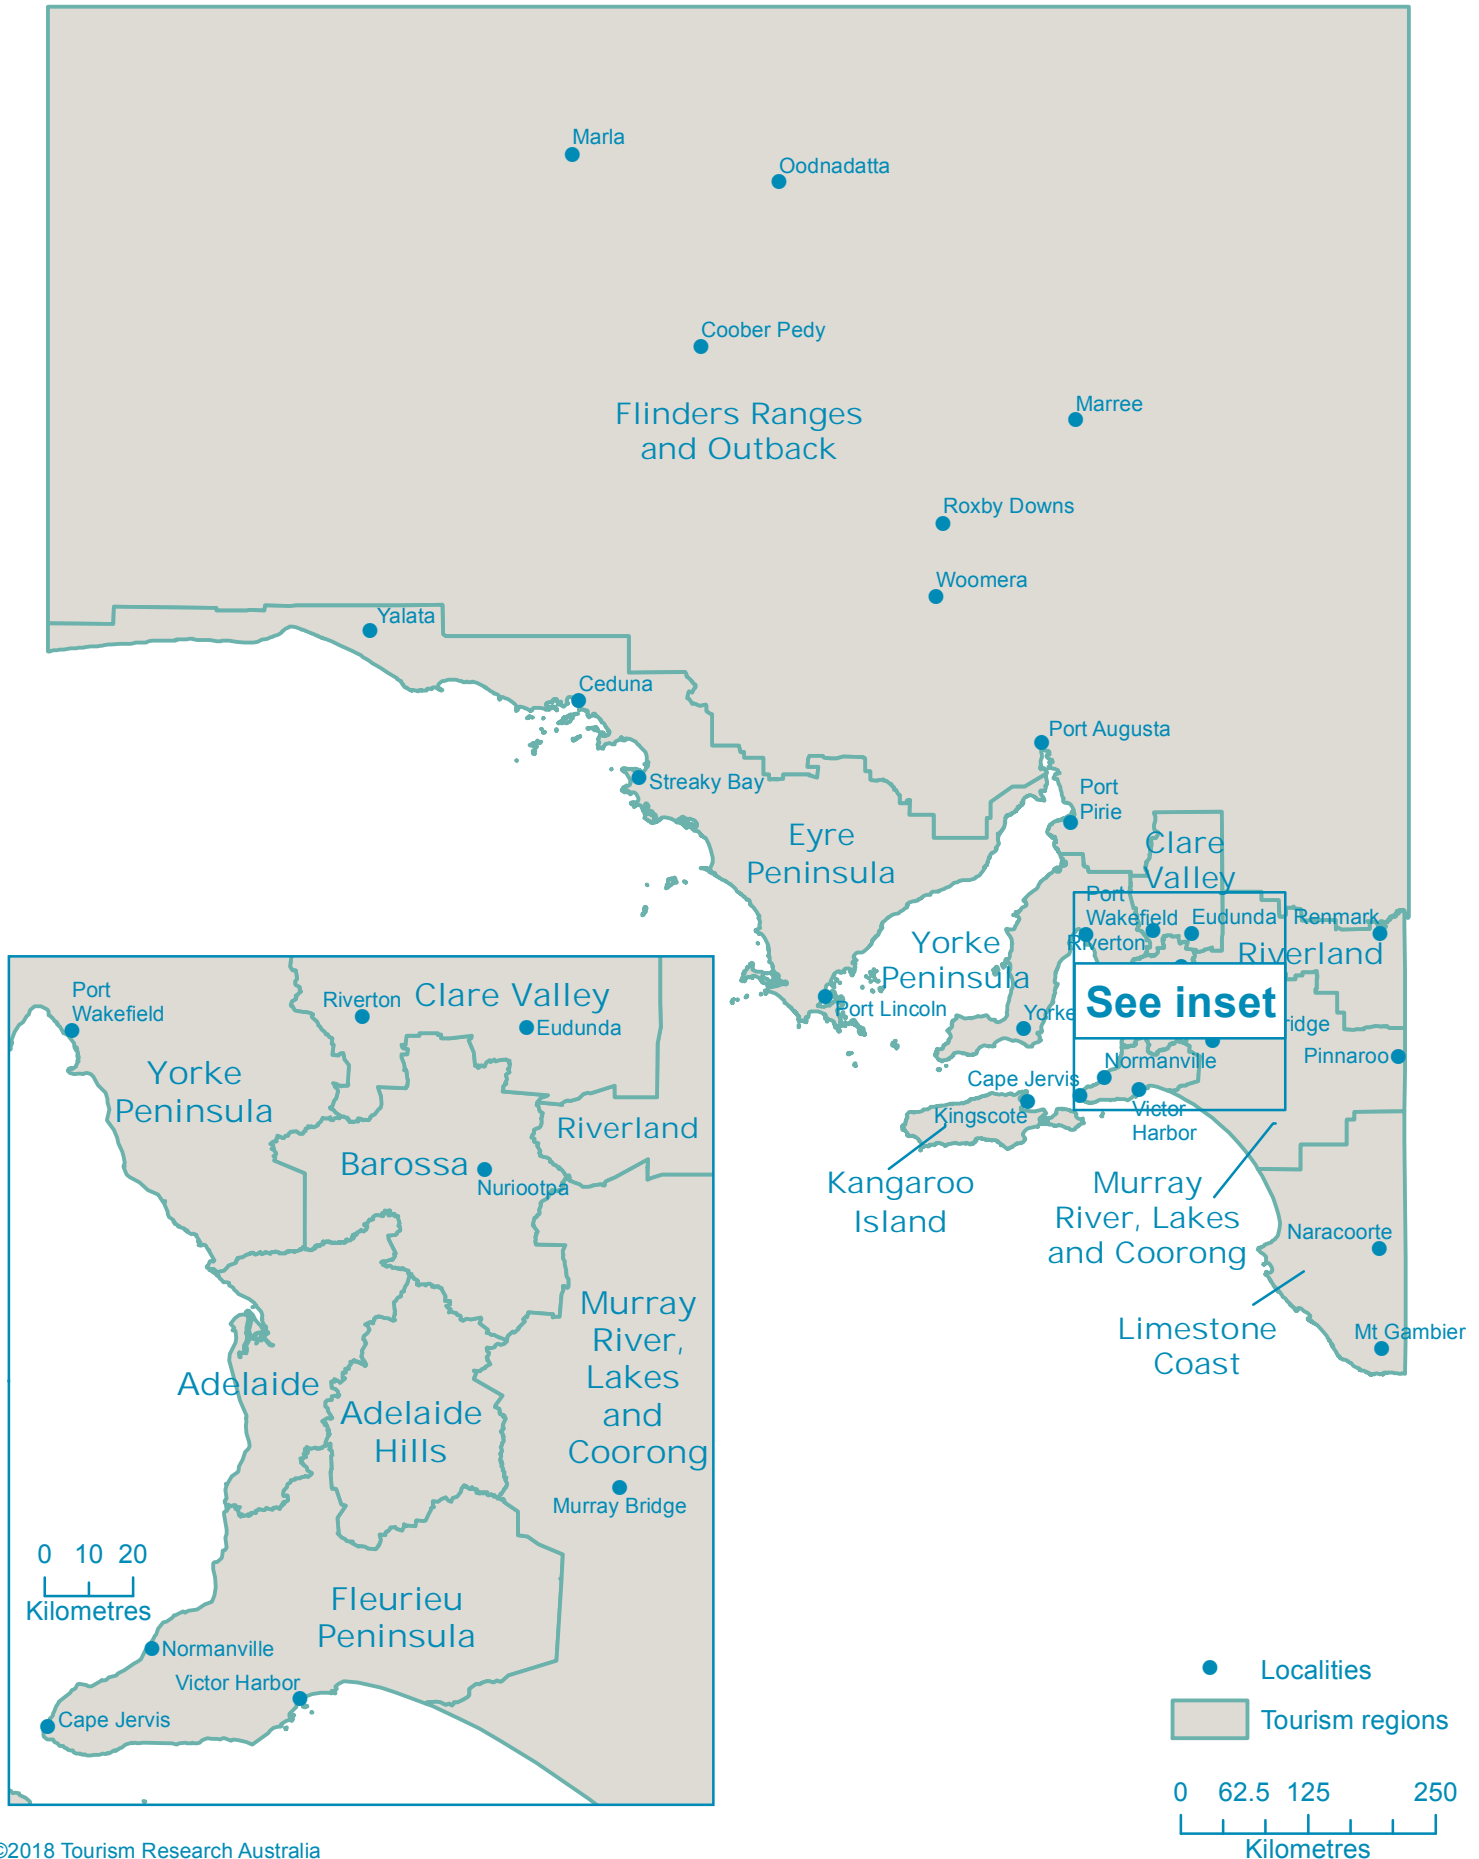 Marla
Oodnadatta
Coober Pedy
Flinders Ranges
and Outback
Marree
Roxby Downs
Woomera
Yalata
Ceduna
Port Augusta
Streaky Bay
Port
Pirie
Eyre
Peninsula
Clare
Valley
Port
Wakefield
Eudunda
Renmark
Riverton
Riverland
Yorke
Peninsula
Port Lincoln
Yorke
See inset
ridge
Pinnaroo
Normanville
Cape Jervis
Kingscote
Victor
Harbor
Kangaroo
Island
Murray
River, Lakes
and Coorong
Naracoorte
Limestone
Coast
Mt Gambier
Port
Wakefield
Riverton
Clare Valley
Eudunda
Yorke
Peninsula
Riverland
Barossa
Nuriootpa
Murray
River,
Lakes
and
Coorong
Adelaide
Adelaide
Hills
Murray Bridge
0 10 20
Kilometres
Fleurieu
Peninsula
Normanville
Victor Harbor
Cape Jervis
Localities
Tourism regions
0 62.5 125 250
Kilometres
©2018 Tourism Research Australia